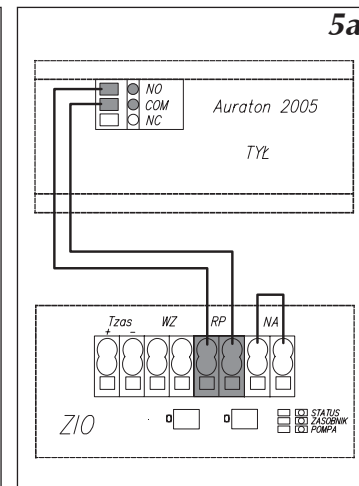 5a
NO
COM
NC
Auraton 2005
TYŁ
Tzas WZ RP NA
+ -
ZIO
STATUS
ZASOBNIK
POMPA